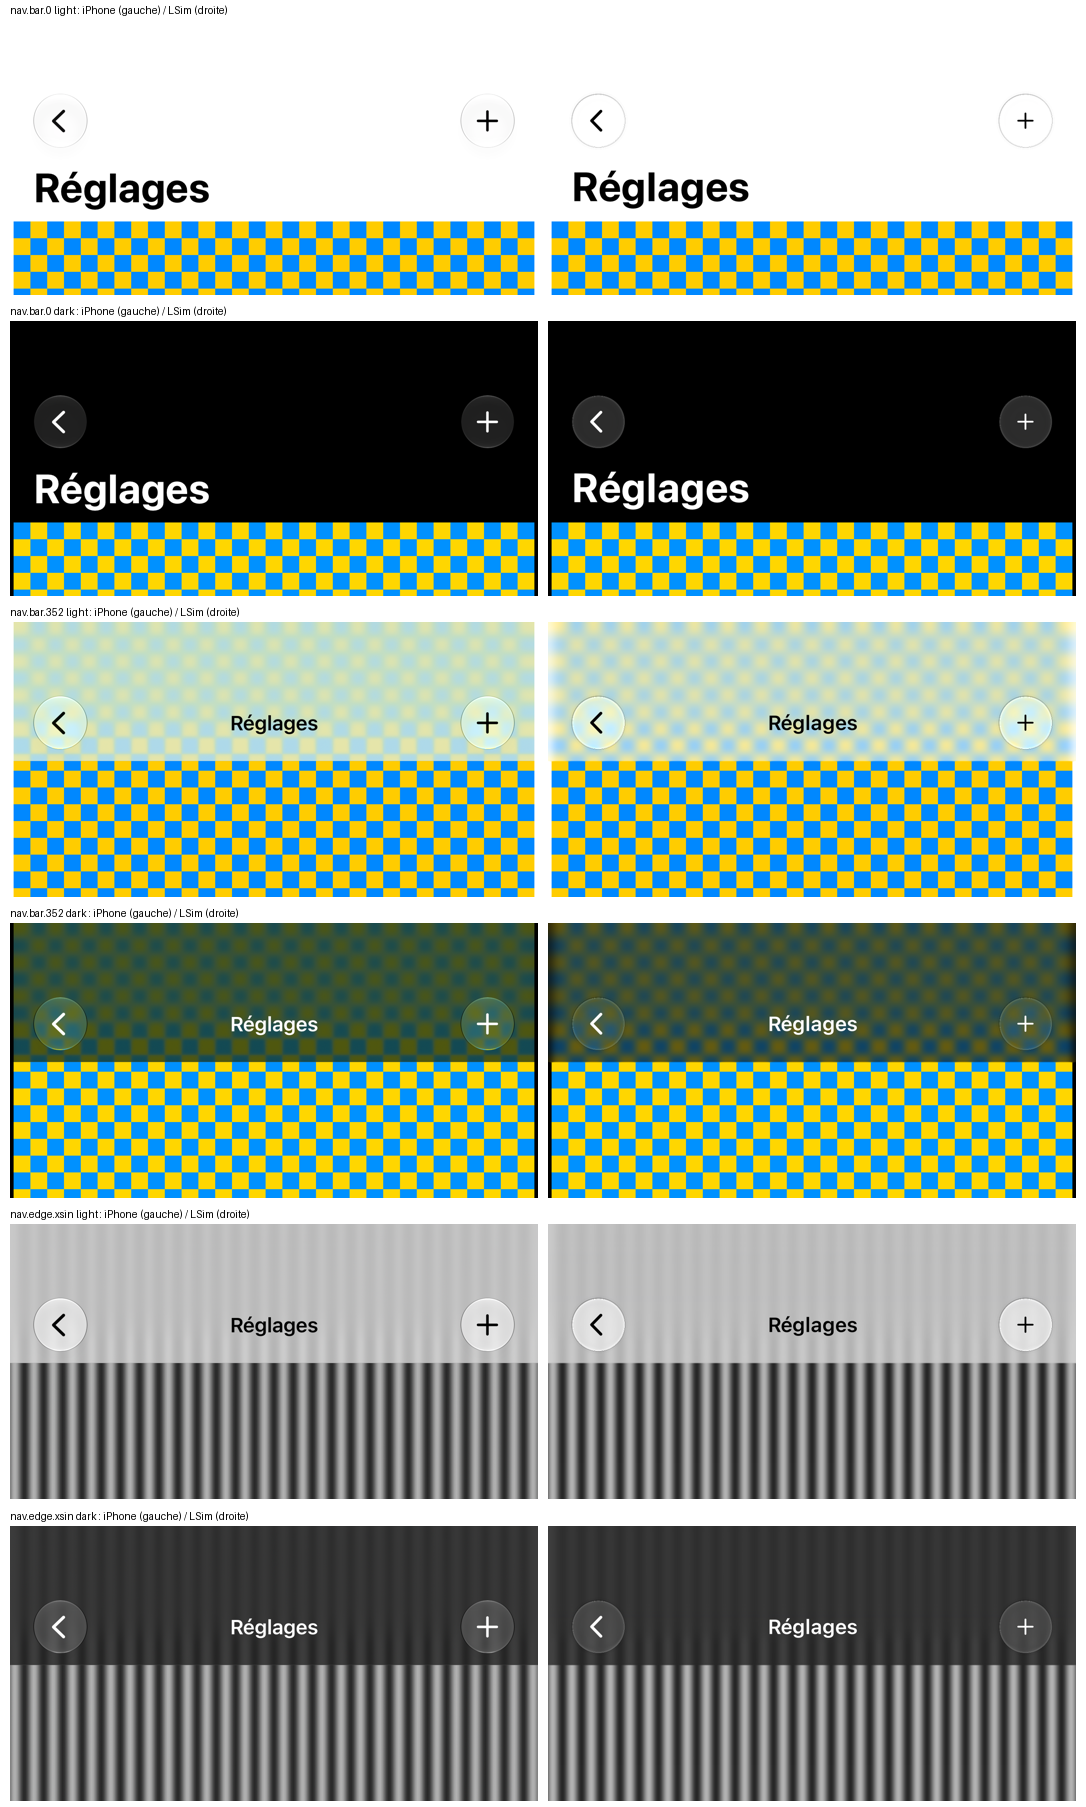 nav.bar.0 light : iPhone (gauche) / LSim (droite)
Réglages Réglages
nav.bar.0 dark : iPhone (gauche) / LSim (droite)
Réglages Réglages
nav.bar.352 light : iPhone (gauche) / LSim (droite)
Réglages Réglages
nav.bar.352 dark : iPhone (gauche) / LSim (droite)
Réglages Réglages
nav.edge.xsin light : iPhone (gauche) / LSim (droite)
Réglages Réglages
nav.edge.xsin dark : iPhone (gauche) / LSim (droite)
Réglages Réglages